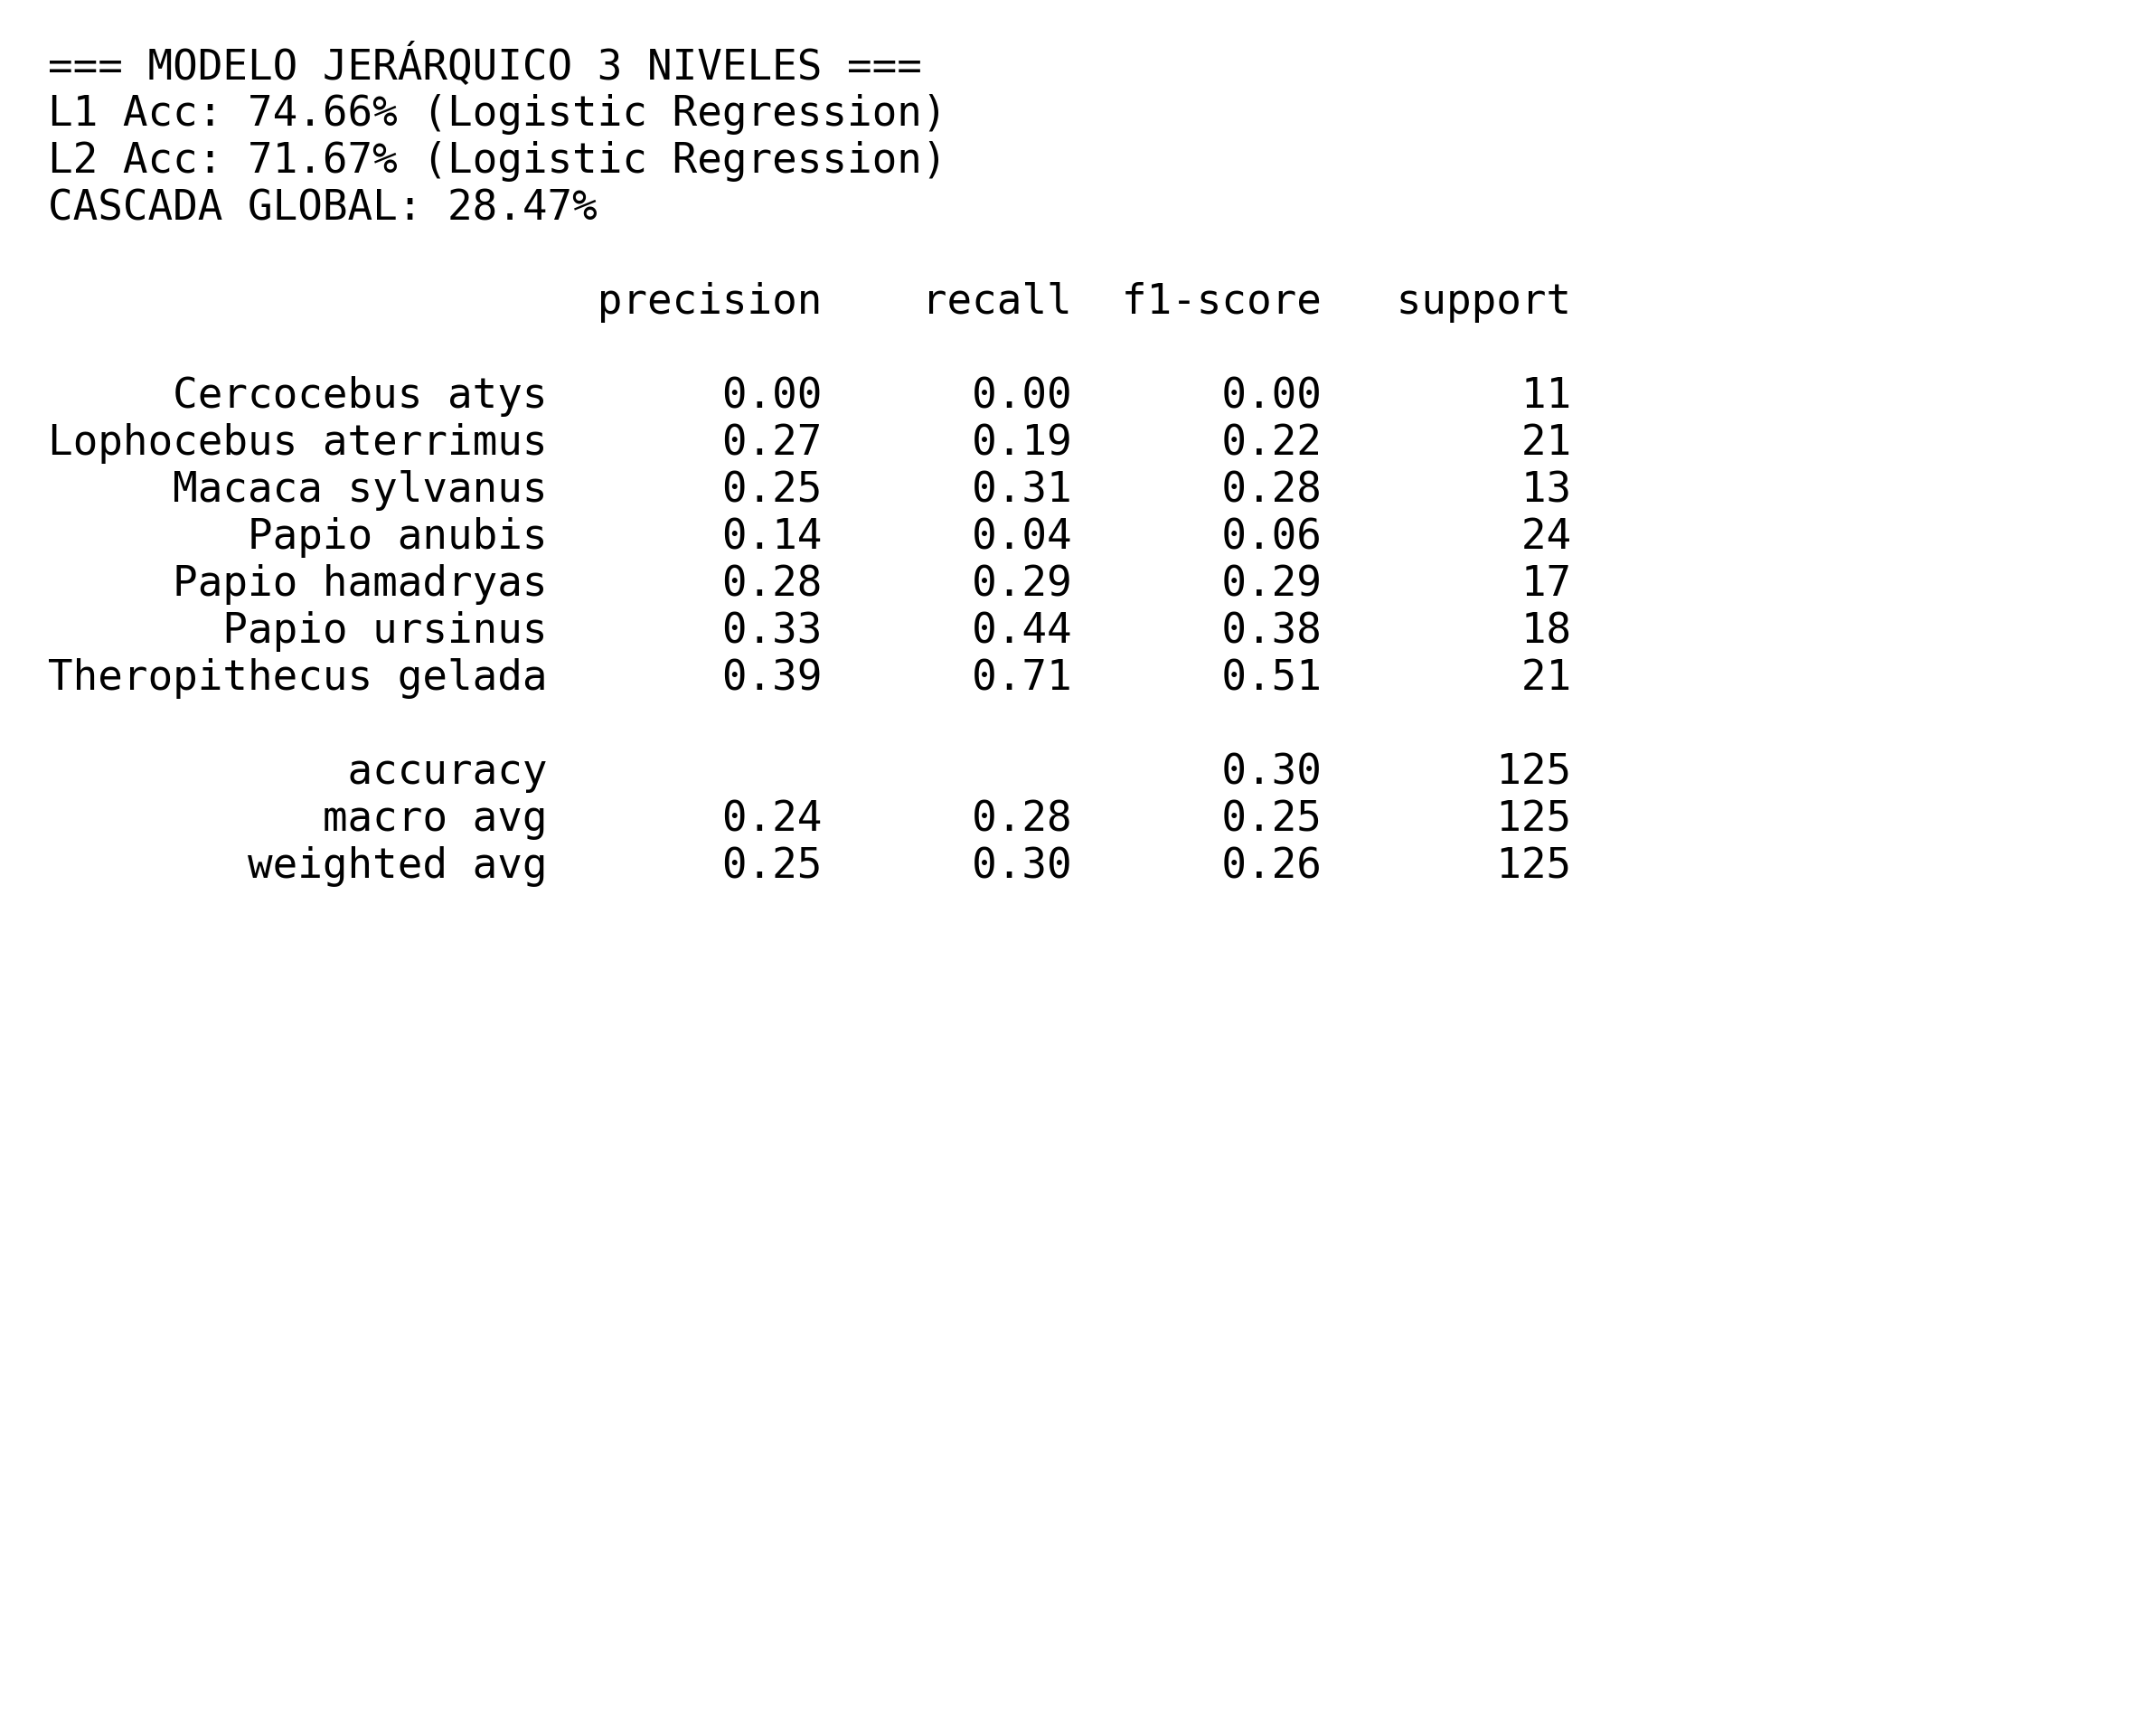 === MODELO JERÁRQUICO 3 NIVELES ===
L1 Acc: 74.66% (Logistic Regression)
L2 Acc: 71.67% (Logistic Regression)
CASCADA GLOBAL: 28.47%
precision recall f1-score support
Cercocebus atys 0.00 0.00 0.00 11
Lophocebus aterrimus 0.27 0.19 0.22 21
Macaca sylvanus 0.25 0.31 0.28 13
Papio anubis 0.14 0.04 0.06 24
Papio hamadryas 0.28 0.29 0.29 17
Papio ursinus 0.33 0.44 0.38 18
Theropithecus gelada 0.39 0.71 0.51 21
accuracy 0.30 125
macro avg 0.24 0.28 0.25 125
weighted avg 0.25 0.30 0.26 125